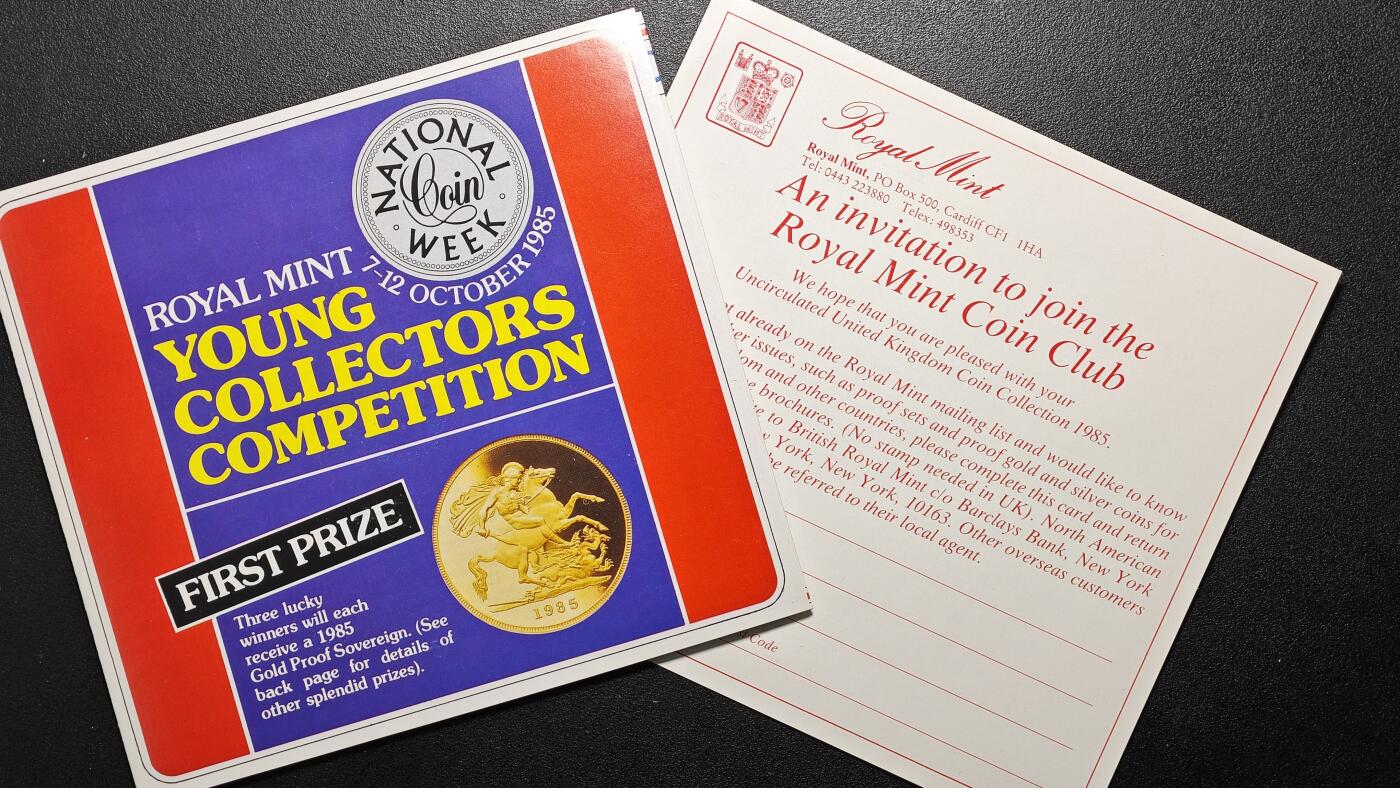 NATIONAL
Coin
WEEK
7-12 OCTOBER 1985
ROYAL MINT
YOUNG
COLLECTORS
COMPETITION
FIRST PRIZE
Three lucky
winners will each
receive a 1985
Gold Proof Sovereign. (See
back page for details of
other splendid prizes).
1985
ROYAL MINT
Royal Mint
Royal Mint, PO Box 500, Cardiff CF1 1HA
Tel: 0443 223880 Telex: 498353
An invitation to join the
Royal Mint Coin Club
We hope that you are pleased with your
Uncirculated United Kingdom Coin Collection 1985.
already on the Royal Mint mailing list and would like to know
issues, such as proof sets and proof gold and silver coins for
and other countries, please complete this card and return
brochures. (No stamp needed in UK). North American
to British Royal Mint c/o Barclays Bank, New York
York, New York, 10163. Other overseas customers
be referred to their local agent.
Code